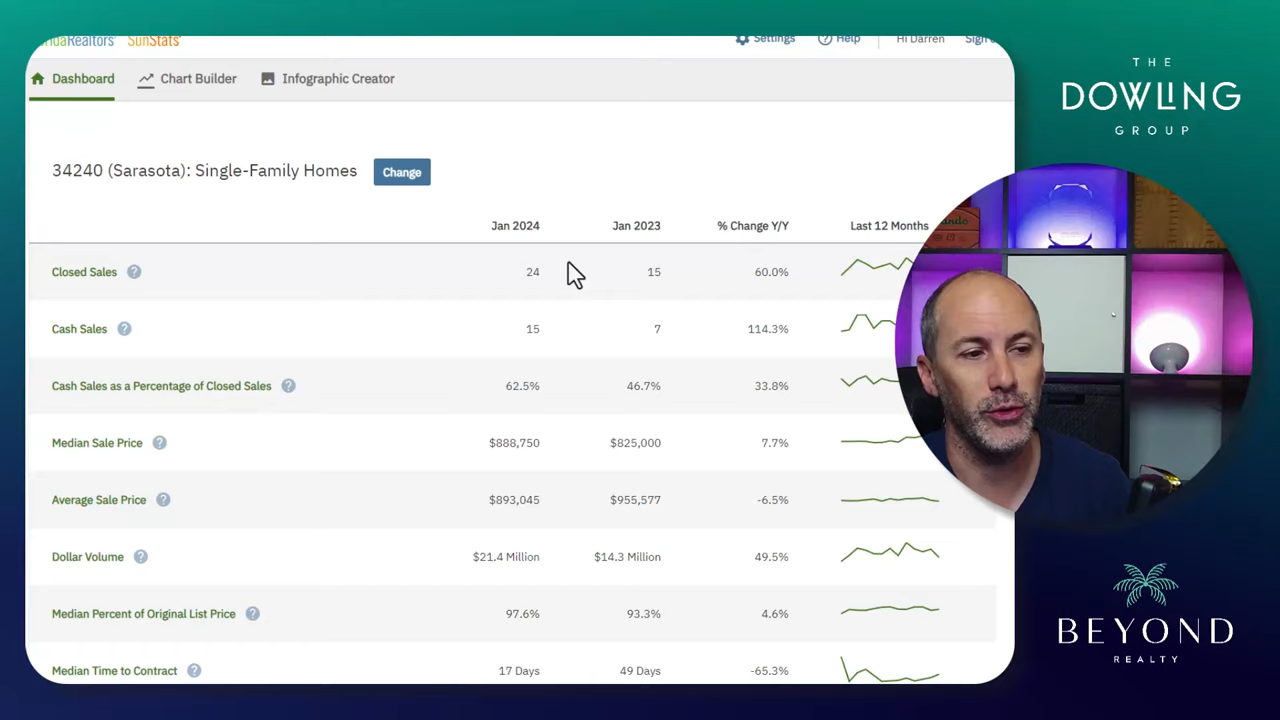 ndaRealtors® SunStats®
Settings Help Hi Darren Sign
Dashboard Chart Builder Infographic Creator
34240 (Sarasota): Single-Family Homes Change
Jan 2024 Jan 2023 % Change Y/Y Last 12 Months
Closed Sales ? 24 15 60.0%
Cash Sales ? 15 7 114.3%
Cash Sales as a Percentage of Closed Sales ? 62.5% 46.7% 33.8%
Median Sale Price ? $888,750 $825,000 7.7%
Average Sale Price ? $893,045 $955,577 -6.5%
Dollar Volume ? $21.4 Million $14.3 Million 49.5%
Median Percent of Original List Price ? 97.6% 93.3% 4.6%
Median Time to Contract ? 17 Days 49 Days -65.3%
THE
DOWLING
GROUP
BEYOND
REALTY